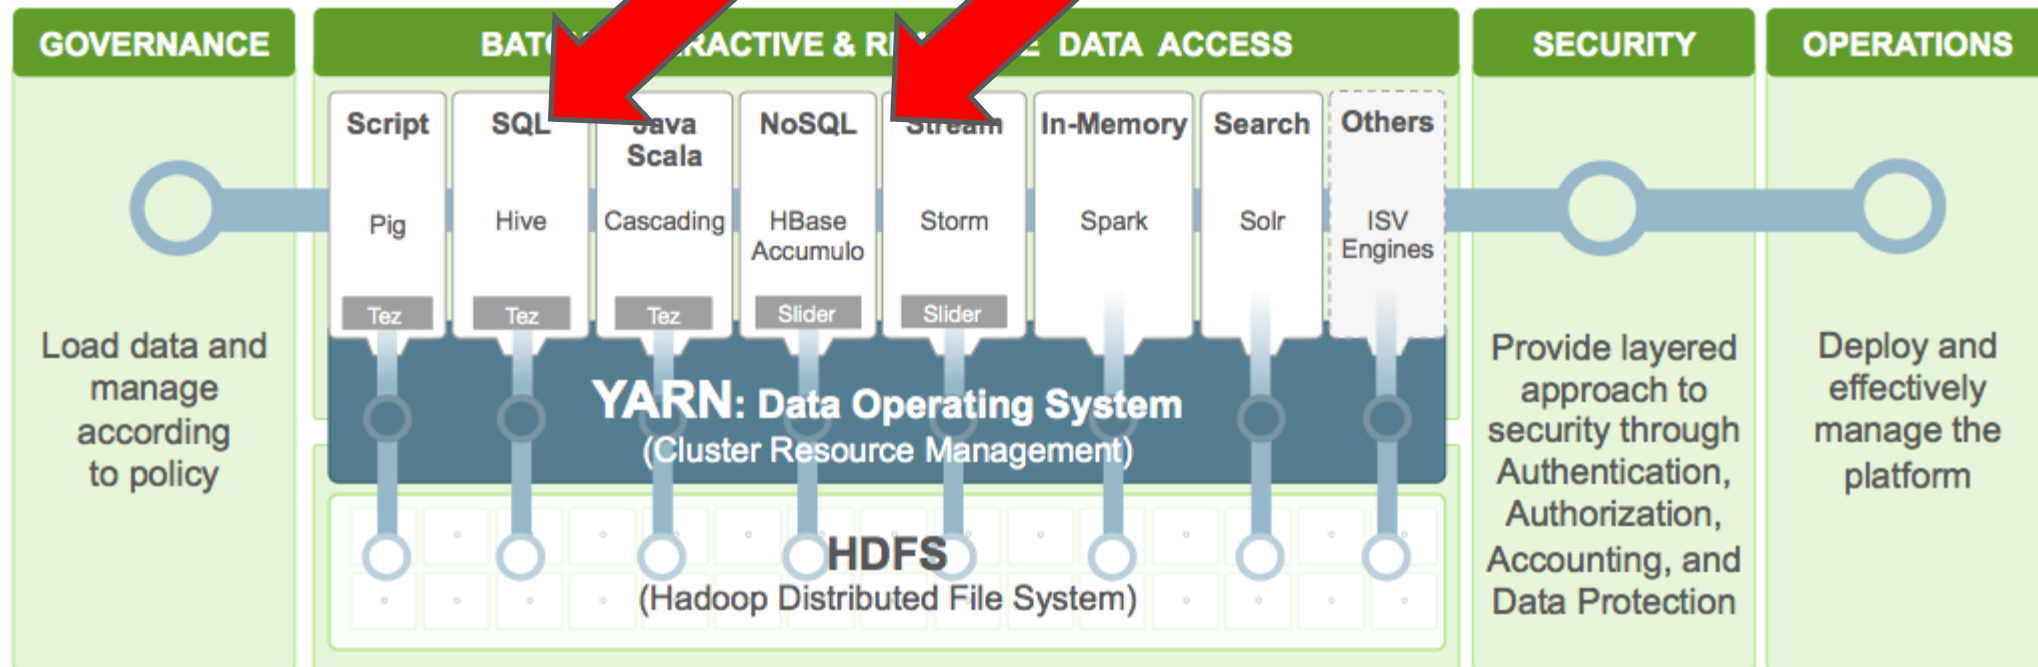 GOVERNANCE
Load data and
manage
according
to policy
ACTIVE & DATA ACCESS
Script
Pig
Tez
SQL
Hive
Tez
Java
Scala
Cascading
Tez
NoSQL
HBase
Accumulo
Slider
Stream
Storm
Slider
In-Memory
Spark
Search
Solr
Others
ISV
Engines
YARN: Data Operating System
(Cluster Resource Management)
HDFS
(Hadoop Distributed File System)
SECURITY
Provide layered
approach to
security through
Authentication,
Authorization,
Accounting, and
Data Protection
OPERATIONS
Deploy and
effectively
manage the
platform